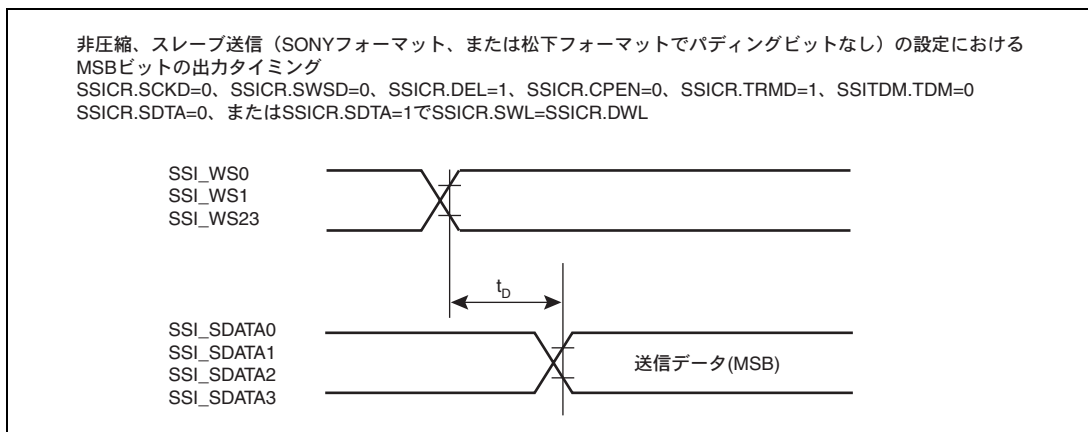 非圧縮、スレーブ送信（SONYフォーマット、または松下フォーマットでパディングビットなし）の設定における
MSBビットの出力タイミング
SSICR.SCKD=0、SSICR.SWSD=0、SSICR.DEL=1、SSICR.CPEN=0、SSICR.TRMD=1、SSITDM.TDM=0
SSICR.SDTA=0、またはSSICR.SDTA=1でSSICR.SWL=SSICR.DWL
SSI_WS0
SSI_WS1
SSI_WS23
tD
SSI_SDATA0
SSI_SDATA1
SSI_SDATA2
SSI_SDATA3
送信データ(MSB)